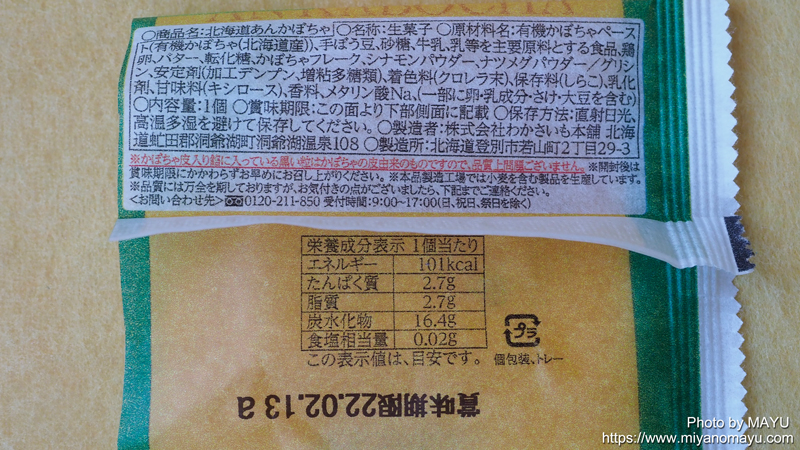 ○商品名:北海道あんかぼちゃ ○名称:生菓子 ○原材料名:有機かぼちゃペースト
(有機かぼちゃ(北海道産))、手ぼう豆、砂糖、牛乳、乳等を主要原料とする食品、鶏
卵、バター、転化糖、かぼちゃフレーク、シナモンパウダー、ナツメグパウダー/グリシ
ン、安定剤(加工デンプン、増粘多糖類)、着色料(クロレラ末)、保存料(しらこ)、乳化
剤、甘味料(キシロース)、香料、メタリン酸Na、(一部に卵・乳成分・さけ・大豆を含む)
○内容量:1個 ○賞味期限:この面より下部側面に記載 ○保存方法:直射日光、
高温多湿を避けて保存してください。○製造者:株式会社わかさいも本舗 北海
道虻田郡洞爺湖町洞爺湖温泉108 ○製造所:北海道登別市若山町2丁目29-3
※かぼちゃ皮入り餡に入っている黒い粒はかぼちゃの皮由来のものですので、品質上問題ございません。※開封後は
賞味期限にかかわらずお早めにお召し上がりください。※本品製造工場では小麦を含む製品を生産しています。
※品質には万全を期しておりますが、お気付きの点がございましたら、下記までご連絡ください。
<お問い合わせ先>0120-211-850 受付時間:9:00~17:00(日、祝日、祭日を除く)
栄養成分表示 1個当たり
エネルギー 101kcal
たんぱく質 2.7g
脂質 2.7g
炭水化物 16.4g
食塩相当量 0.02g
この表示値は、目安です。
プラ
個包装、トレー
賞味期限22.02.13 a
Photo by MAYU
https://www.miyanomayu.com/